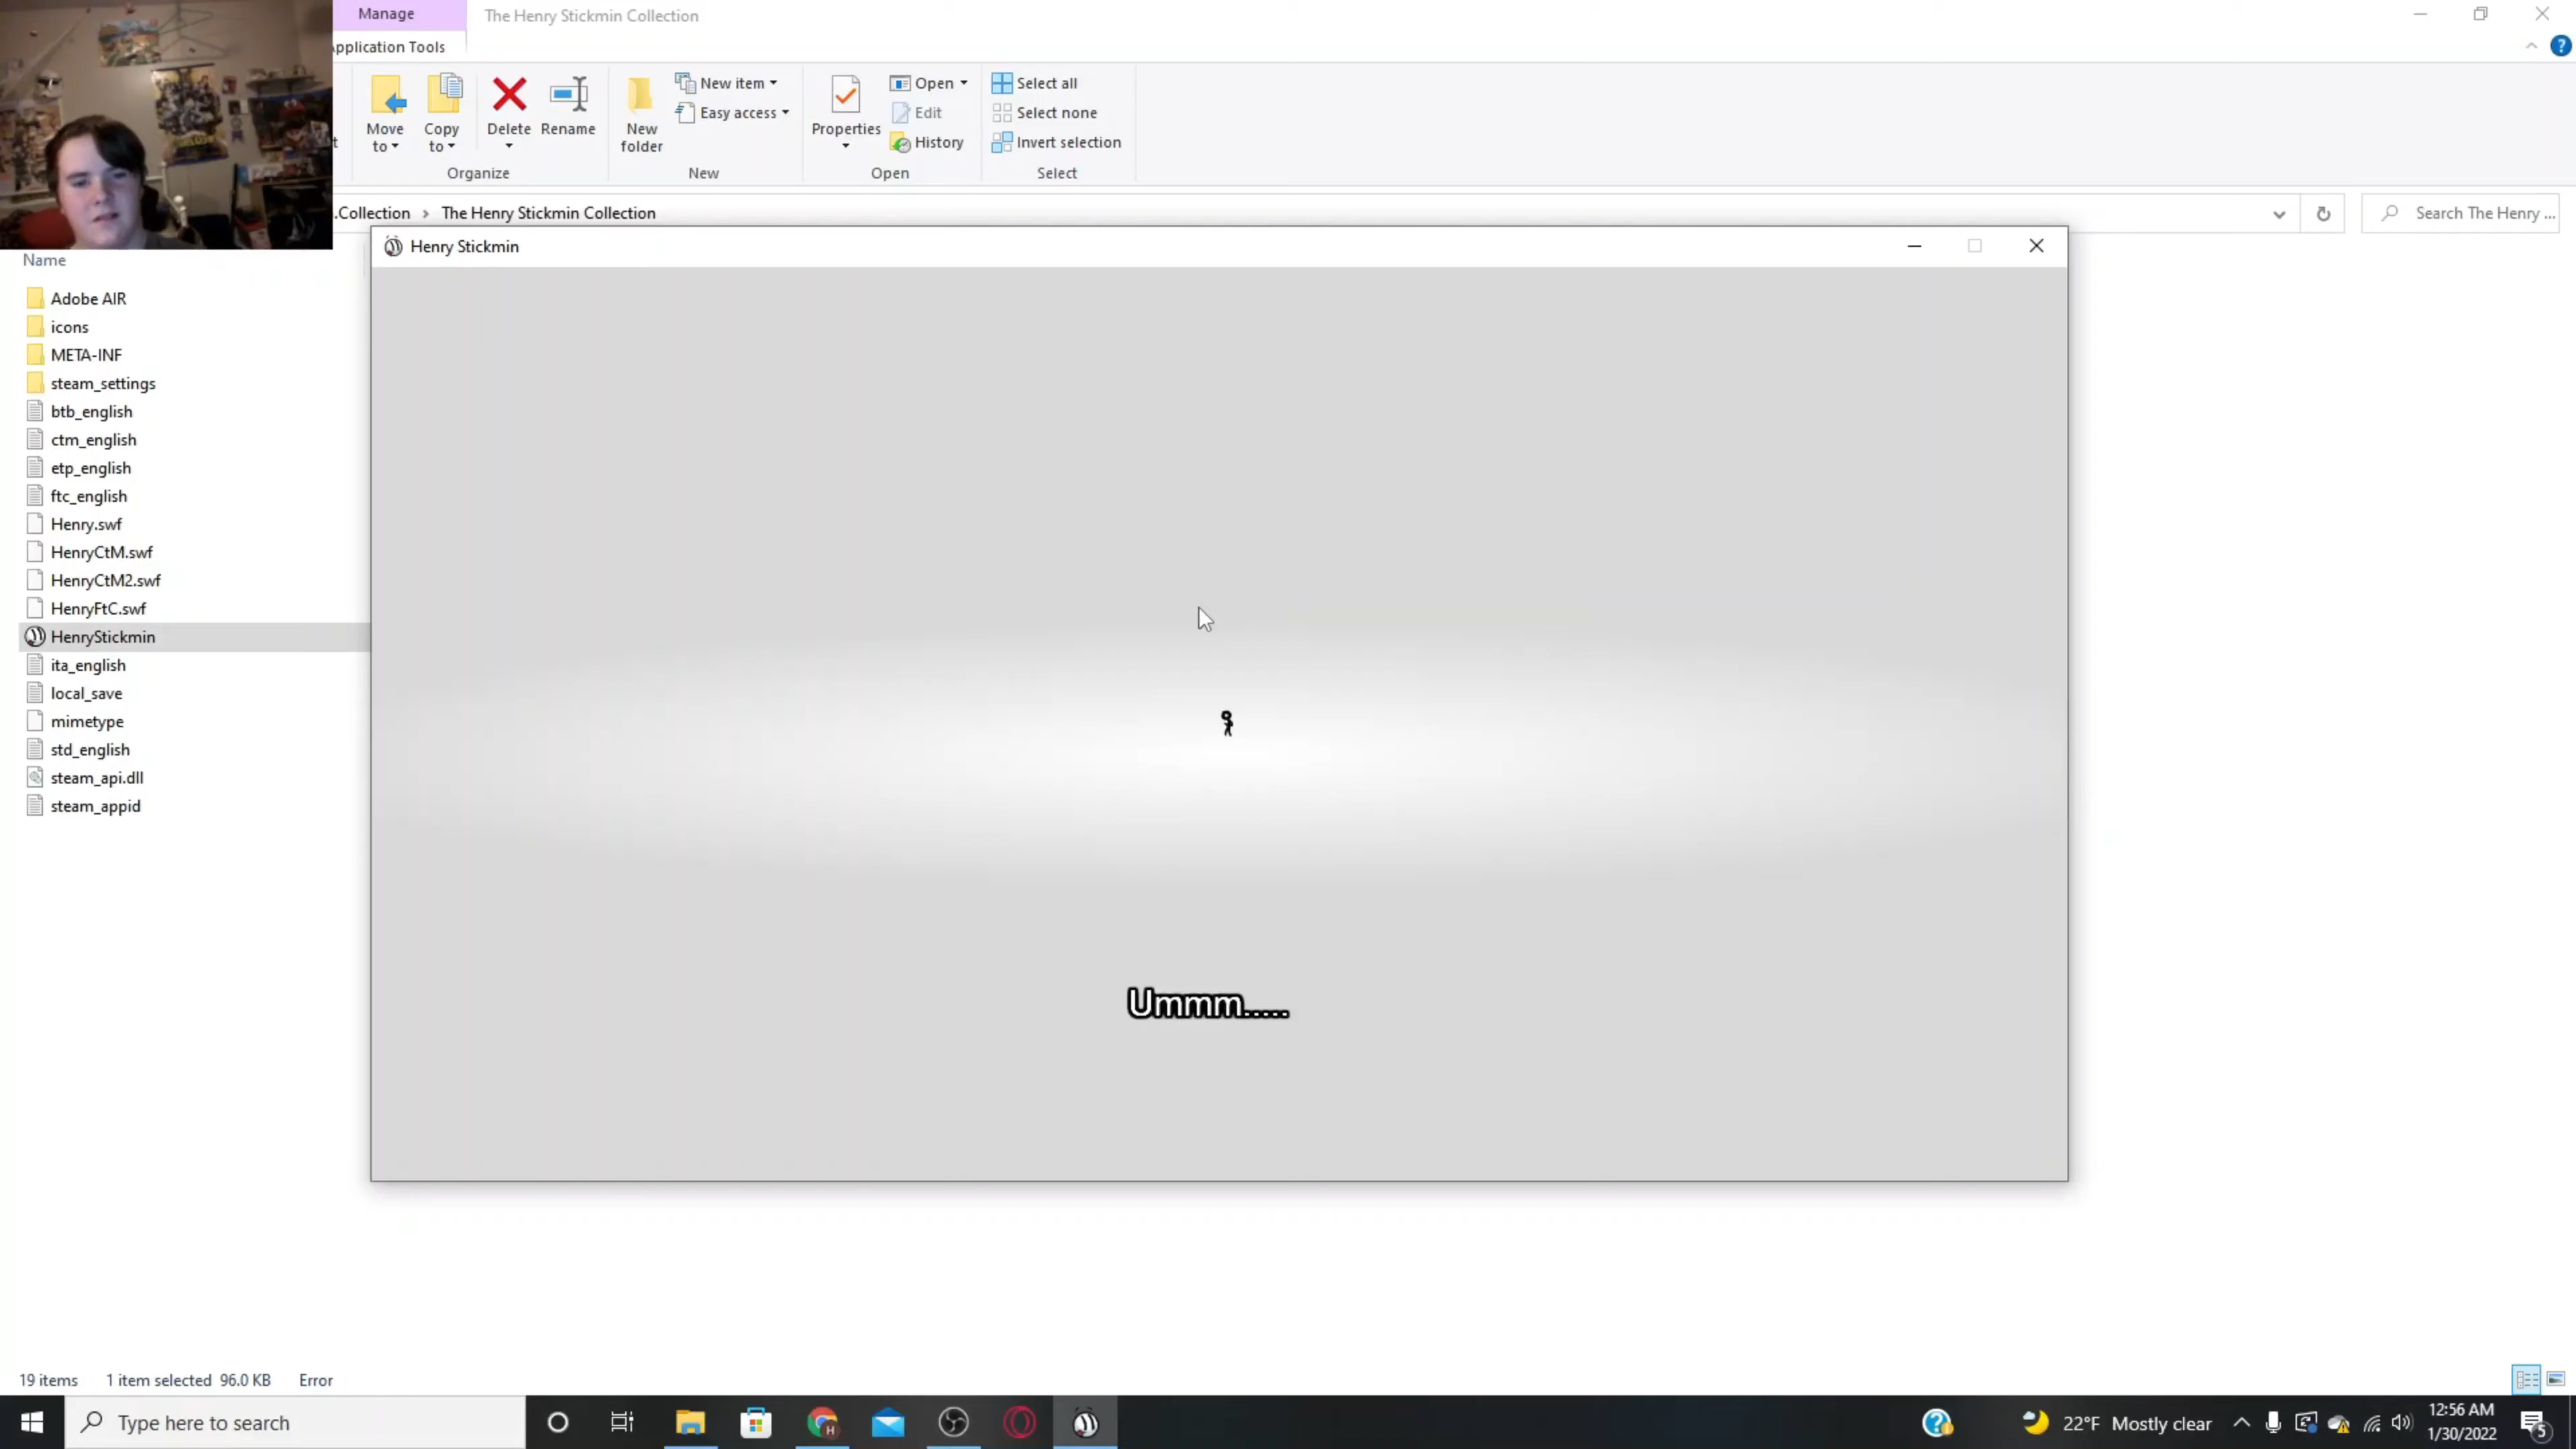 Manage
The Henry Stickmin Collection
pplication Tools
Move to
Copy to
Delete
Rename
New folder
New item
Easy access
Properties
Open
Edit
History
Select all
Select none
Invert selection
t
Organize
New
Open
Select
.Collection > The Henry Stickmin Collection
Search The Henry ...
Name
Henry Stickmin
Adobe AIR
icons
META-INF
steam_settings
btb_english
ctm_english
etp_english
ftc_english
Henry.swf
HenryCtM.swf
HenryCtM2.swf
HenryFtC.swf
HenryStickmin
ita_english
local_save
mimetype
std_english
steam_api.dll
steam_appid
Ummm.....
19 items 1 item selected 96.0 KB Error
Type here to search
22°F Mostly clear
12:56 AM
1/30/2022
5